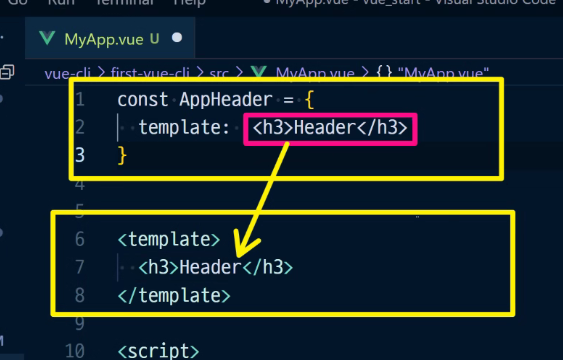 Go Run Terminal Help ● MyApp.vue - vue_start - Visual Studio Code
MyApp.vue U ●
vue-cli > first-vue-cli > src > MyApp.vue > {} "MyApp.vue"
1 const AppHeader = {
2 template: <h3>Header</h3>
3 }
4
5
6 <template>
7 <h3>Header</h3>
8 </template>
9
10 <script>